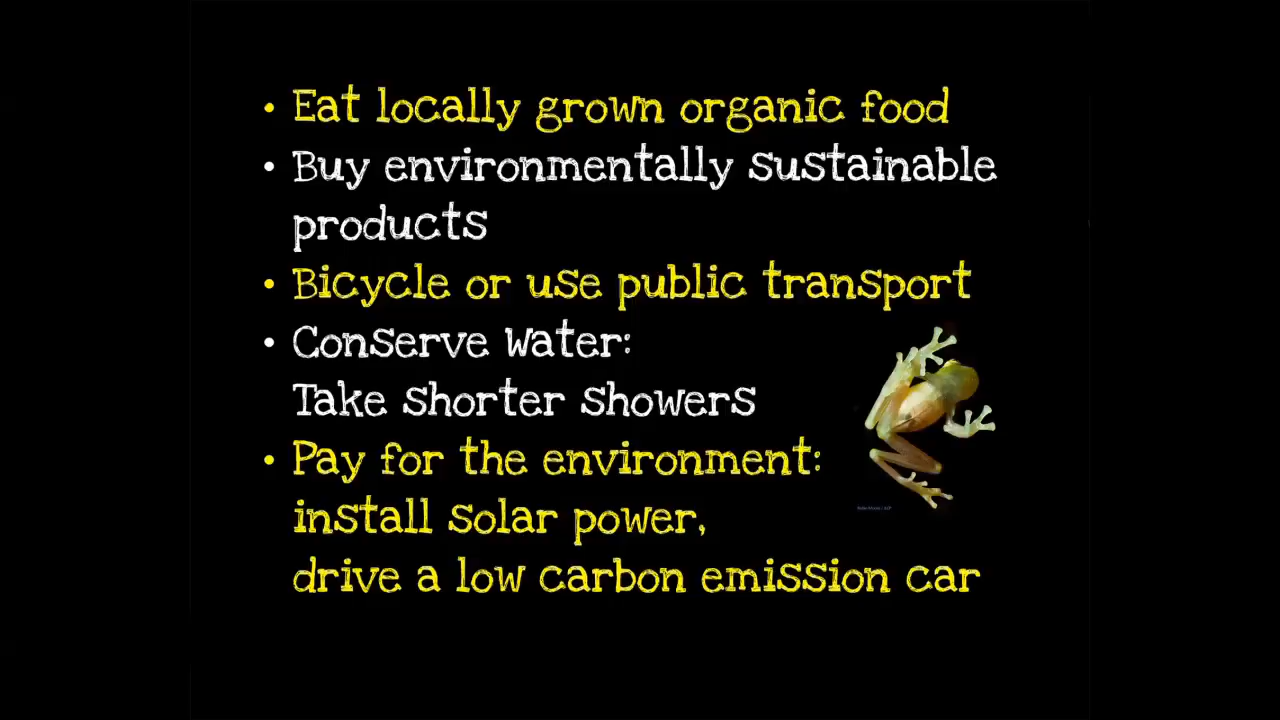 • Eat locally grown organic food
• Buy environmentally sustainable
products
• Bicycle or use public transport
• Conserve water:
Take shorter showers
• Pay for the environment:
install solar power,
drive a low carbon emission car